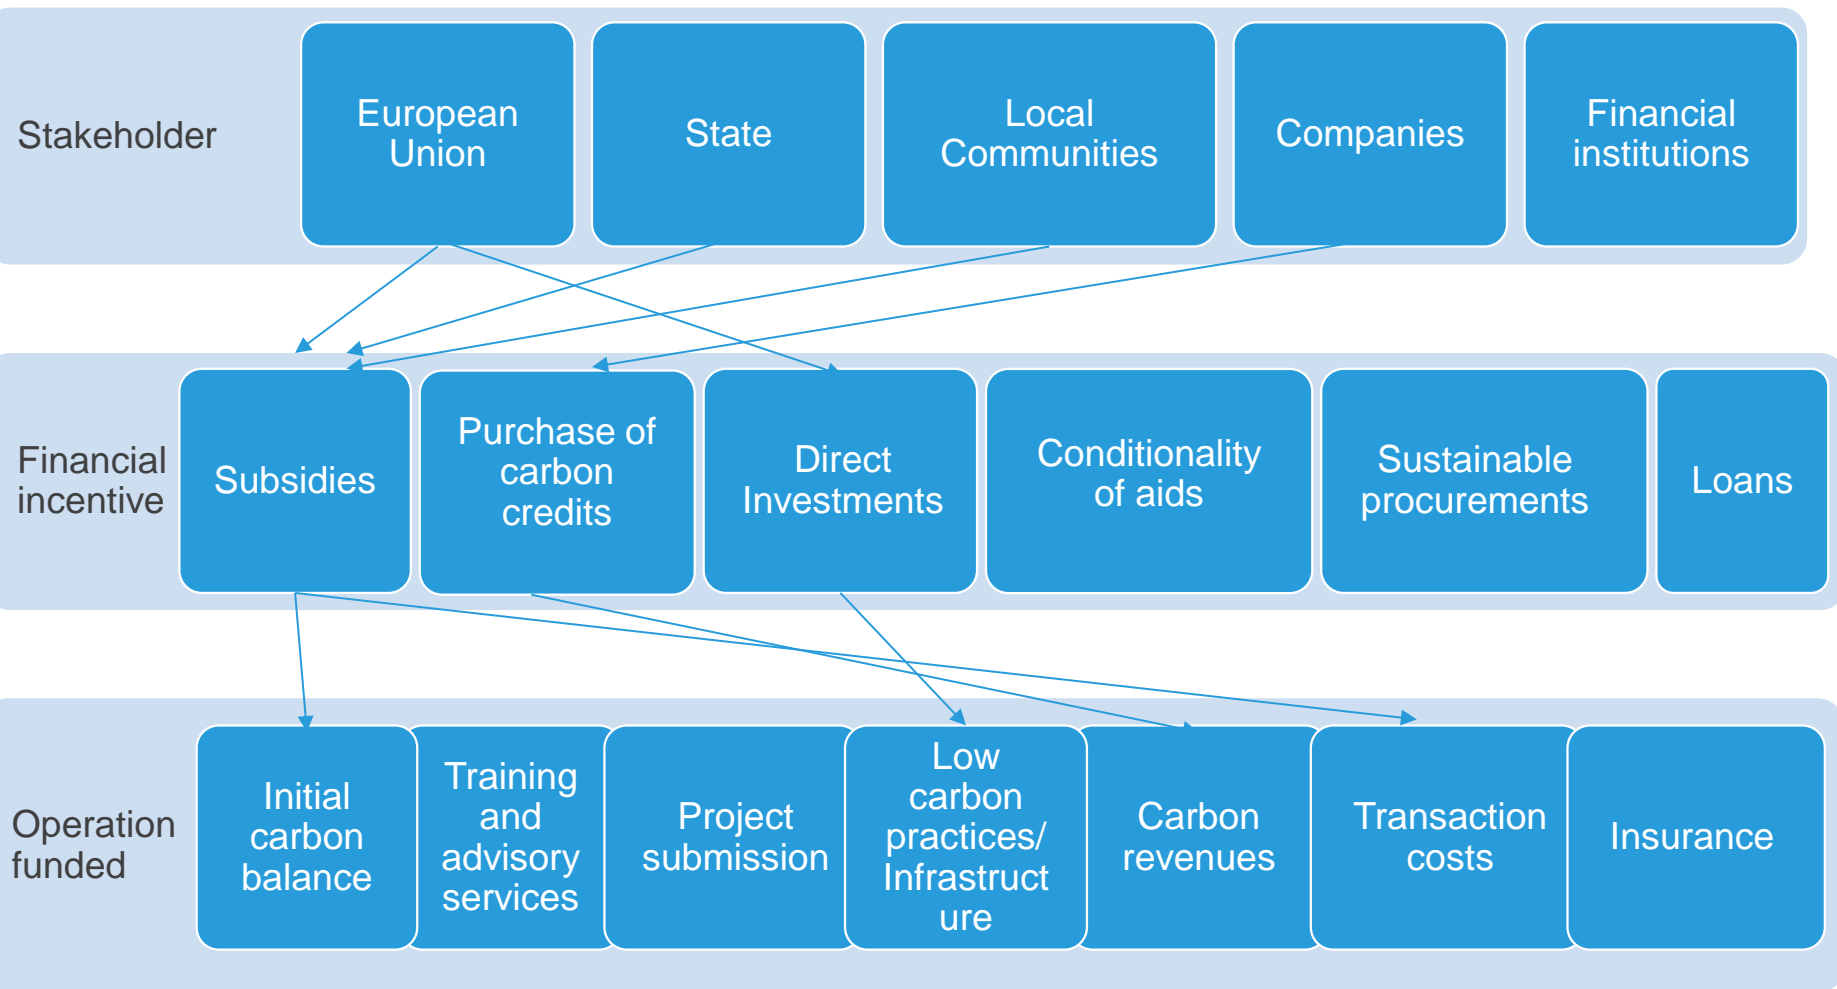 Stakeholder
European
Union
State
Local
Communities
Companies
Financial
institutions
Financial
incentive
Subsidies
Purchase of
carbon
credits
Direct
Investments
Conditionality
of aids
Sustainable
procurements
Loans
Operation
funded
Initial
carbon
balance
Training
and
advisory
services
Project
submission
Low
carbon
practices/
Infrastruct
ure
Carbon
revenues
Transaction
costs
Insurance